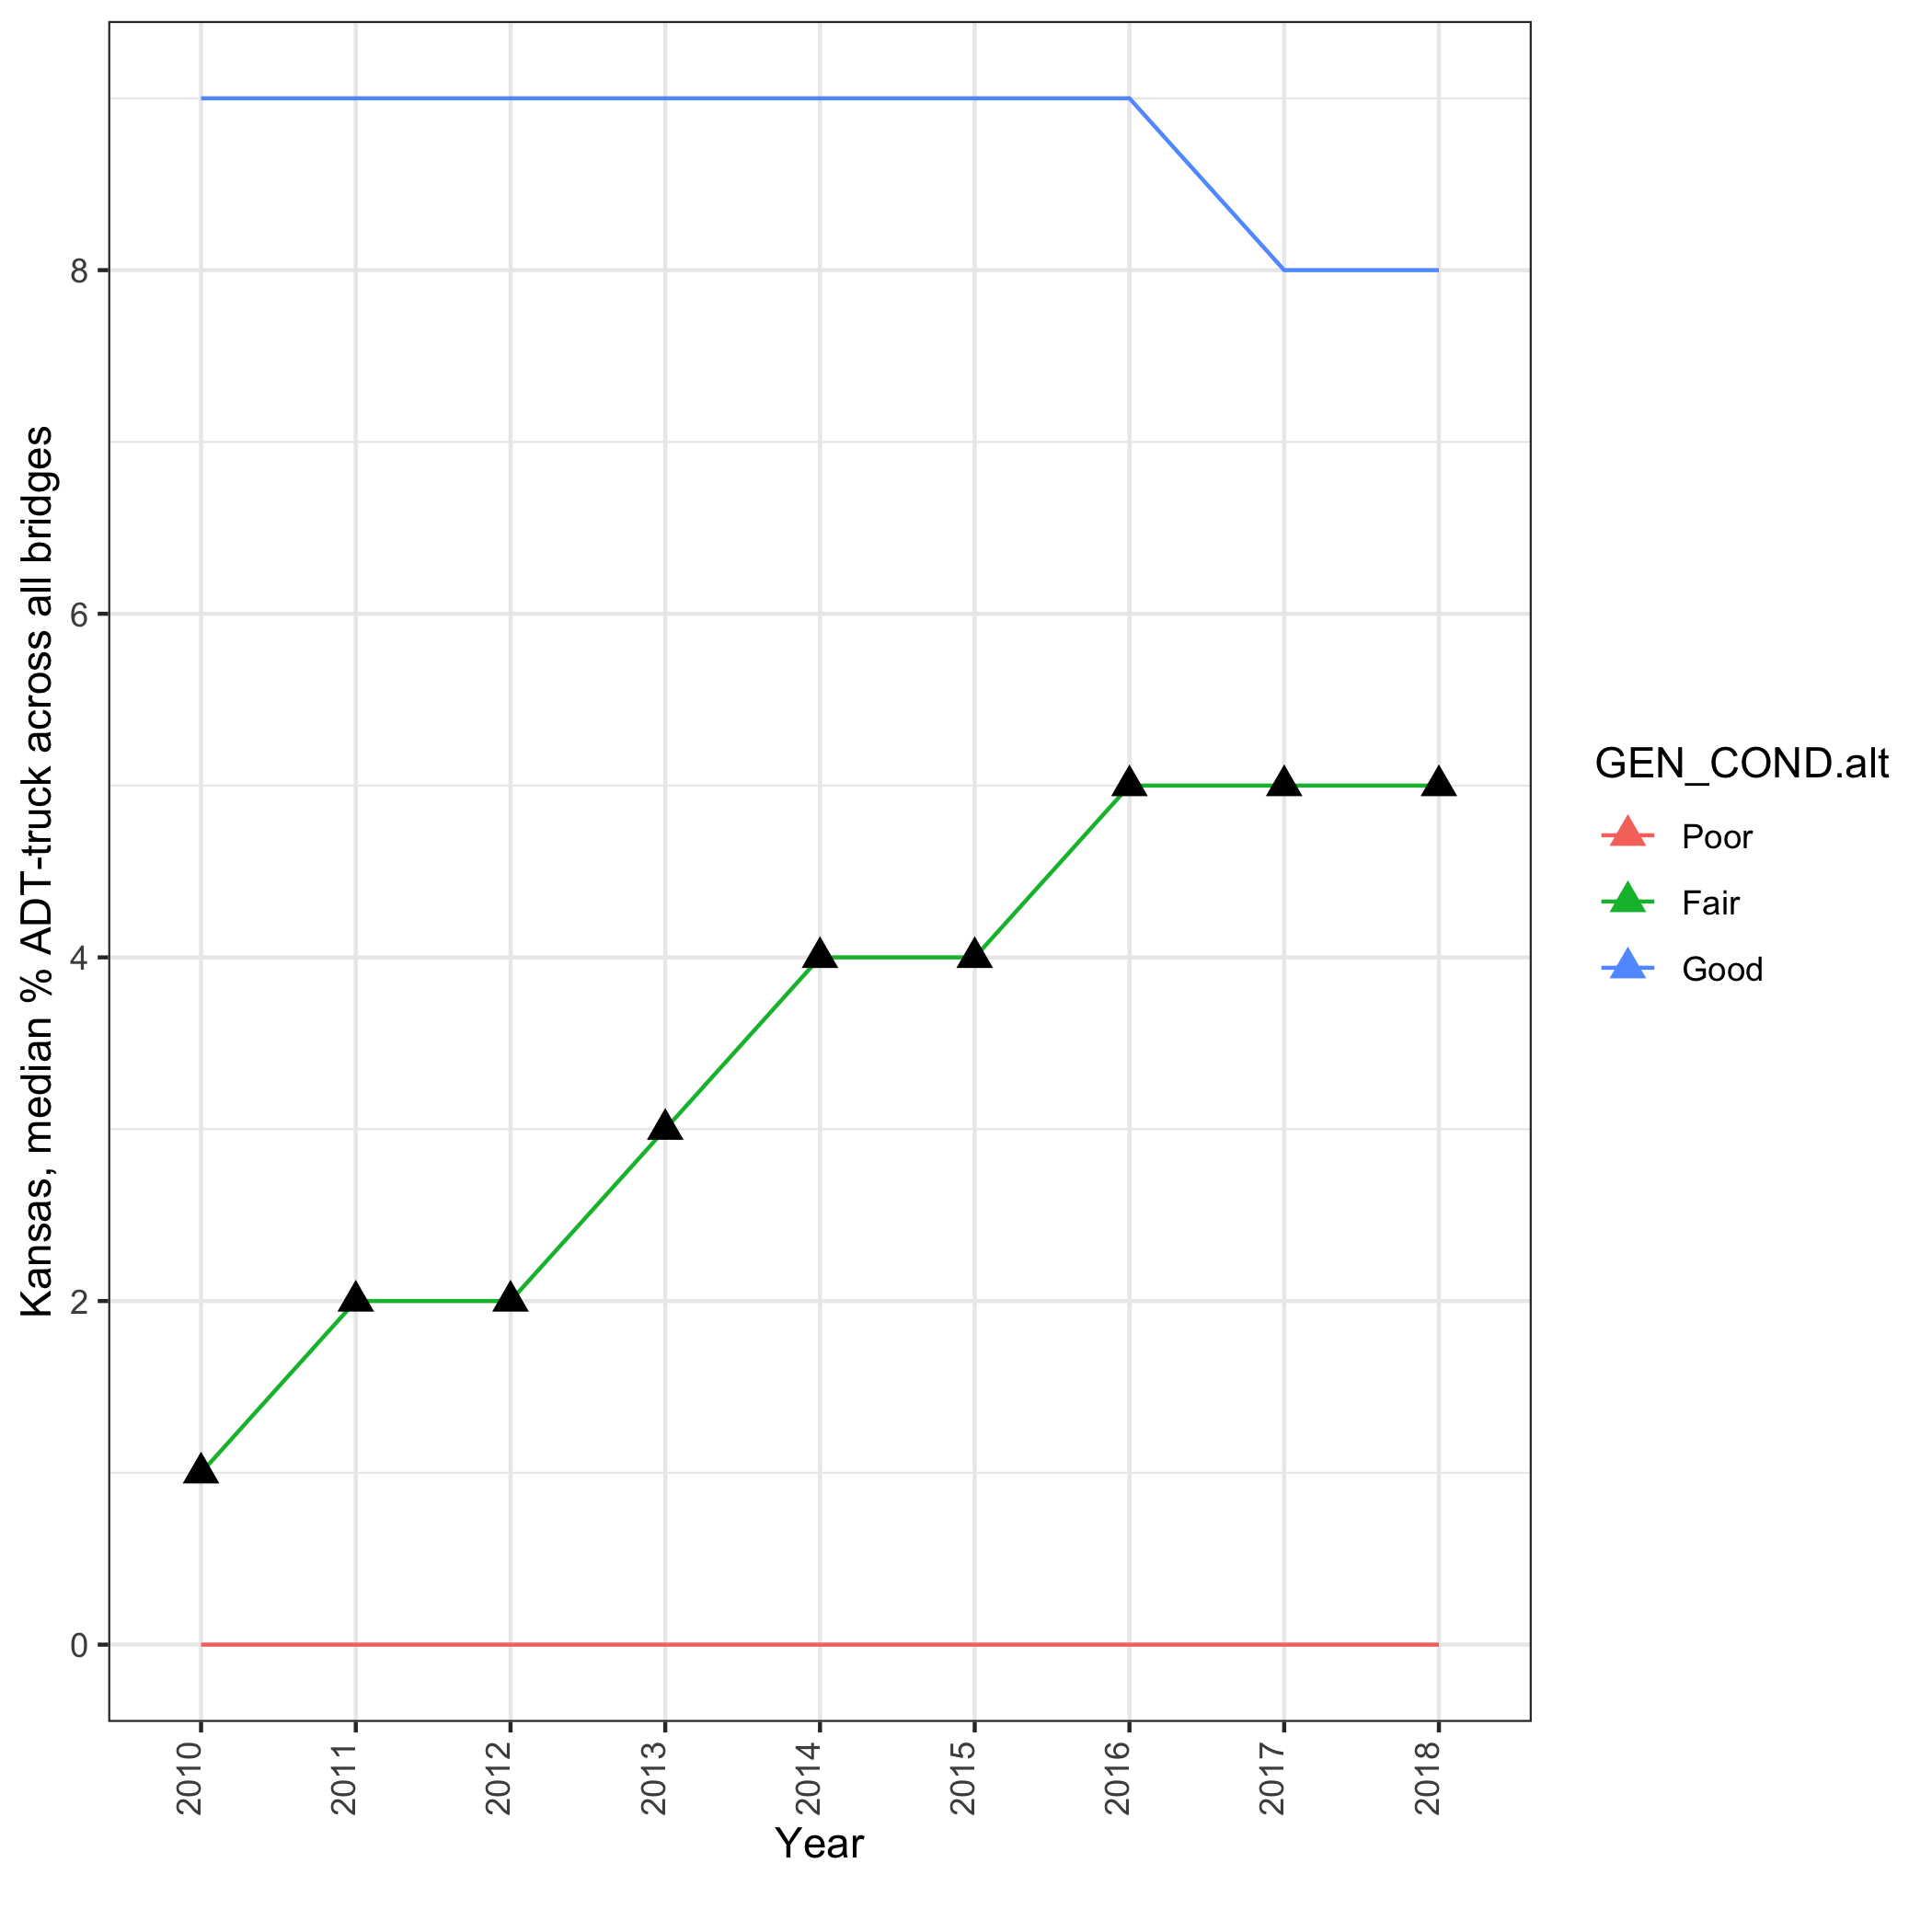 Kansas, median % ADT-truck across all bridges
8
6
4
2
0
2010
2011
2012
2013
2014
2015
2016
2017
2018
Year
GEN_COND.alt
Poor
Fair
Good